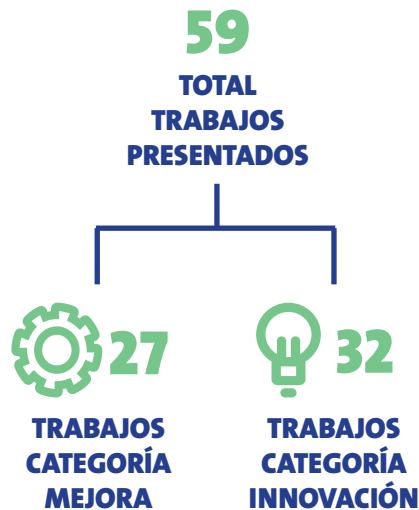 59
TOTAL
TRABAJOS
PRESENTADOS
27
TRABAJOS
CATEGORÍA
MEJORA
32
TRABAJOS
CATEGORÍA
INNOVACIÓN